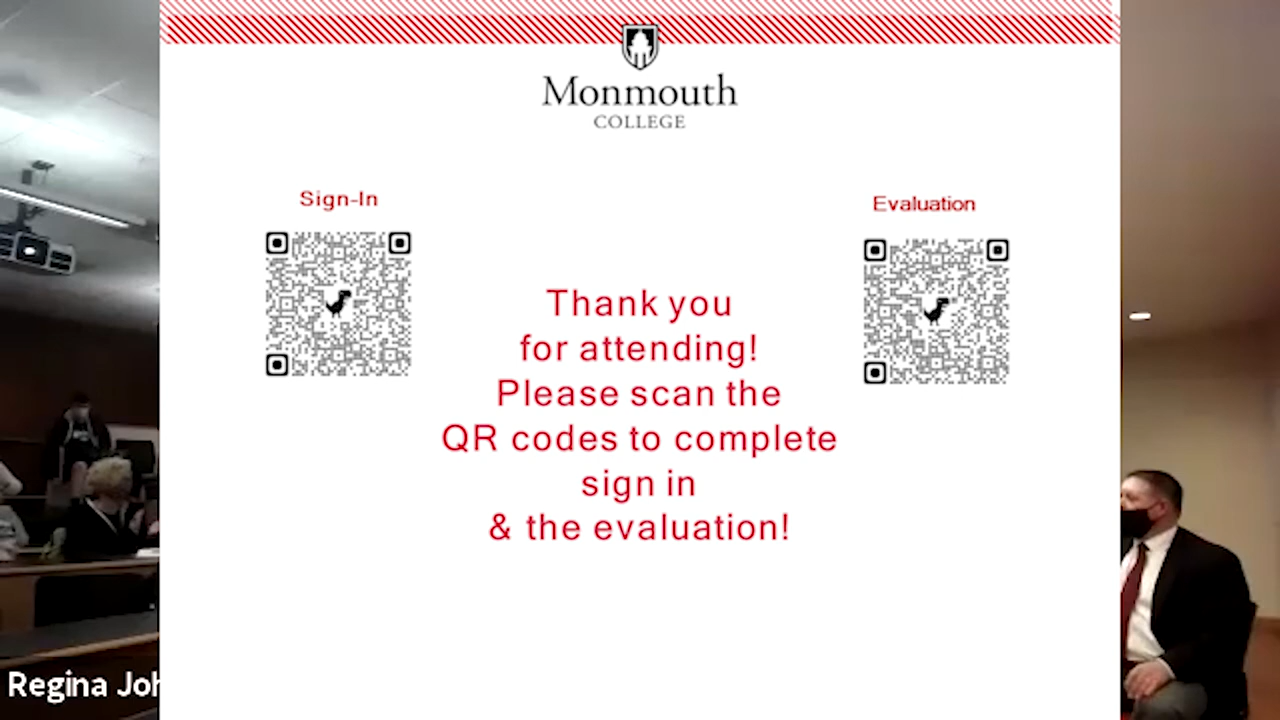 Monmouth
COLLEGE
Sign-In
Evaluation
Thank you
for attending!
Please scan the
QR codes to complete
sign in
& the evaluation!
Regina